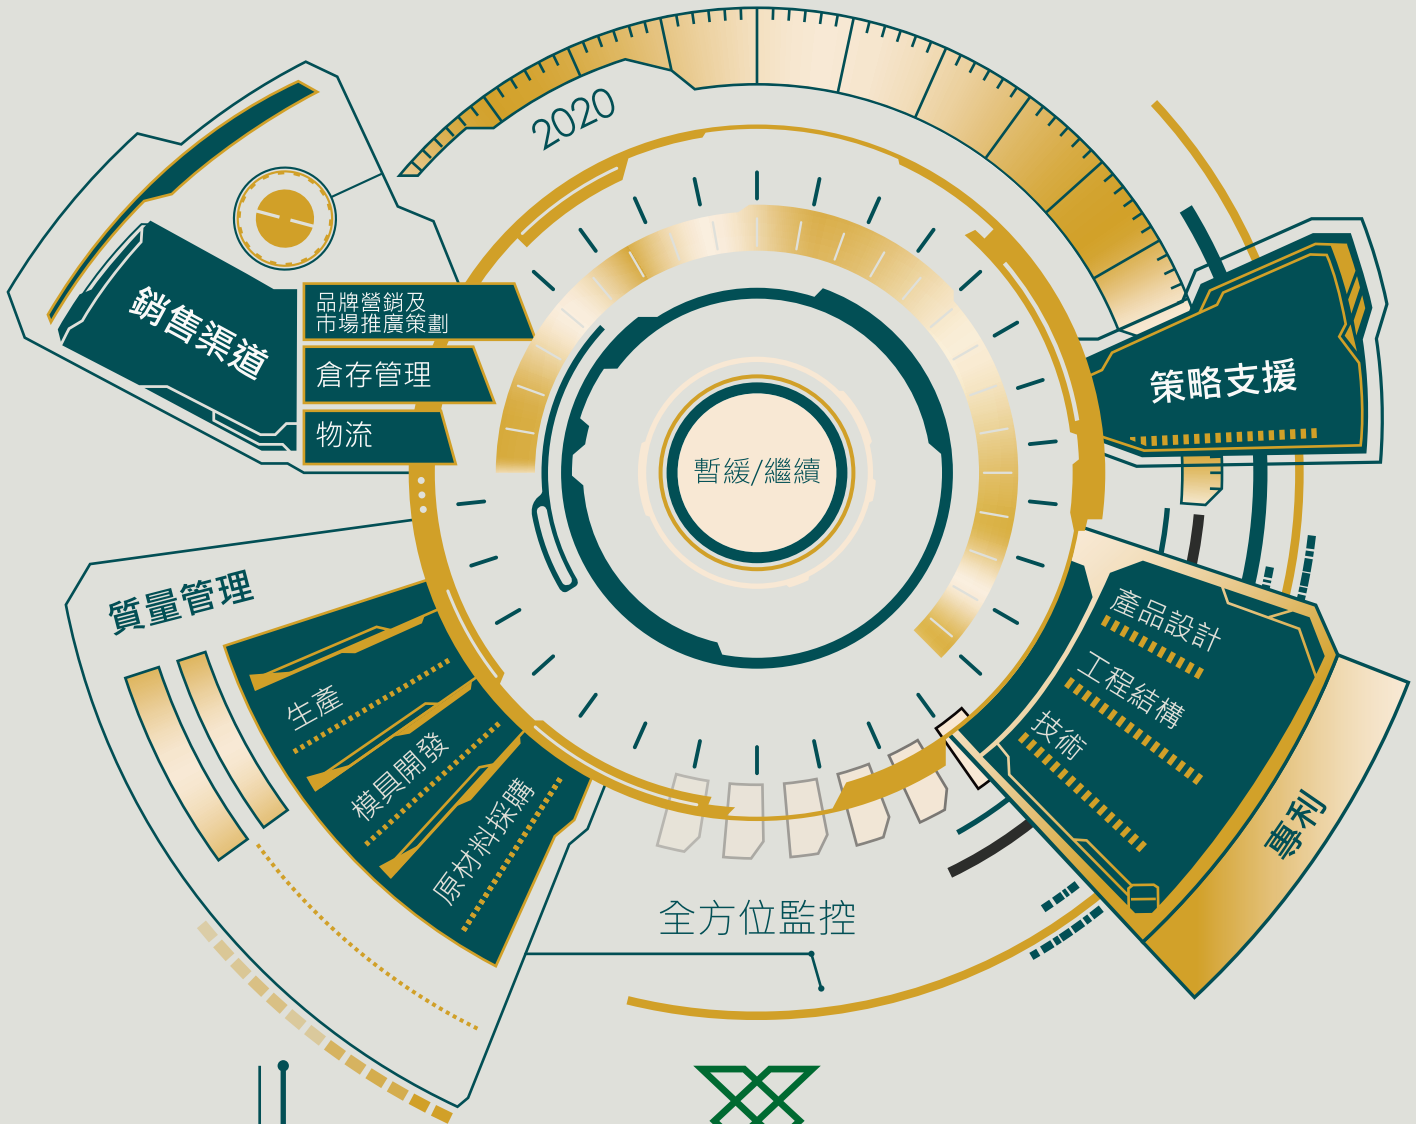 2020
銷售渠道
品牌營銷及
市場推廣策劃
倉存管理
物流
策略支援
暫緩/繼續
質量管理
生產
模具開發
原材料採購
產品設計
工程結構
技術
專利
全方位監控